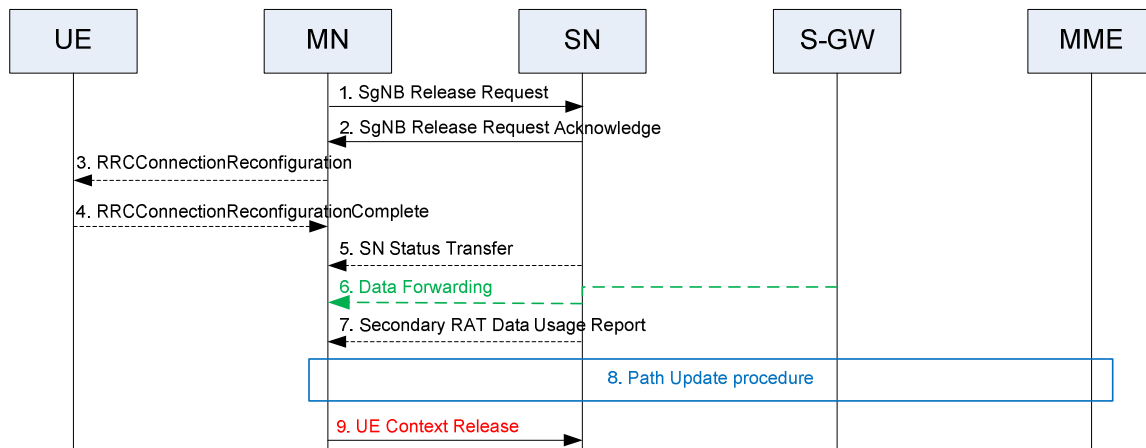 UE
MN
SN
S-GW
MME
1. SgNB Release Request
2. SgNB Release Request Acknowledge
3. RRCConnectionReconfiguration
4. RRCConnectionReconfigurationComplete
5. SN Status Transfer
6. Data Forwarding
7. Secondary RAT Data Usage Report
8. Path Update procedure
9. UE Context Release